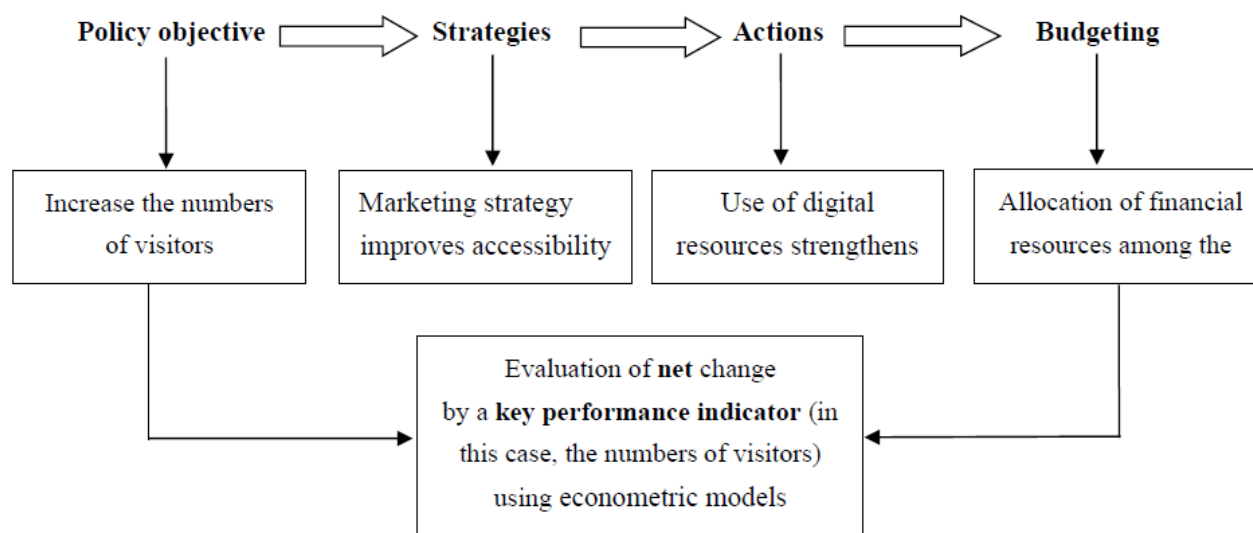 Policy objective
Strategies
Actions
Budgeting
Increase the numbers
of visitors
Marketing strategy
improves accessibility
Use of digital
resources strengthens
Allocation of financial
resources among the
Evaluation of net change
by a key performance indicator (in
this case, the numbers of visitors)
using econometric models